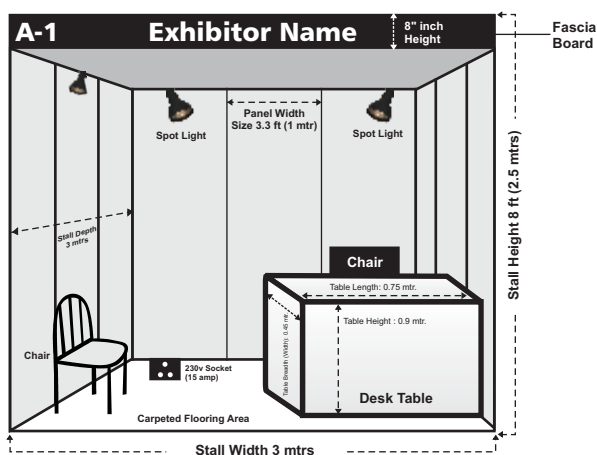 A-1
Exhibitor Name
8" inch
Height
Fascia
Board
Spot Light
Panel Width
Size 3.3 ft (1 mtr)
Spot Light
Stall Height 8 ft (2.5 mtrs)
Stall Depth
3 mtrs
Chair
Table Length: 0.75 mtr.
Table Breadth (Width): 0.45 mtr.
Table Height : 0.9 mtr.
Chair
230v Socket
(15 amp)
Desk Table
Carpeted Flooring Area
Stall Width 3 mtrs